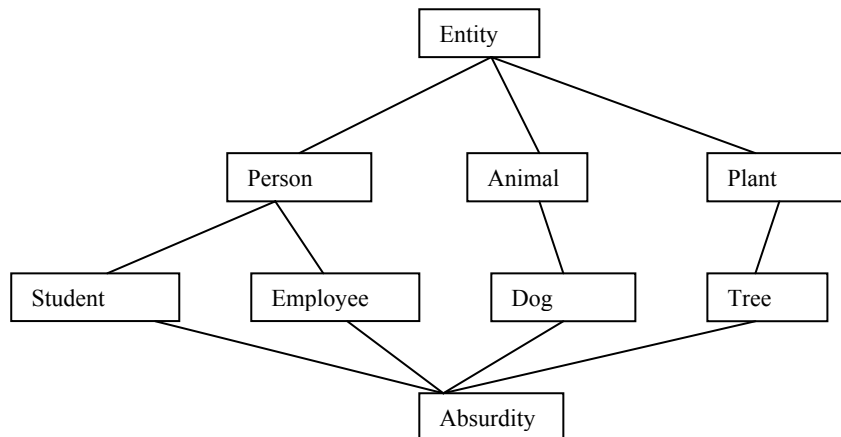 Entity
Person
Animal
Plant
Student
Employee
Dog
Tree
Absurdity